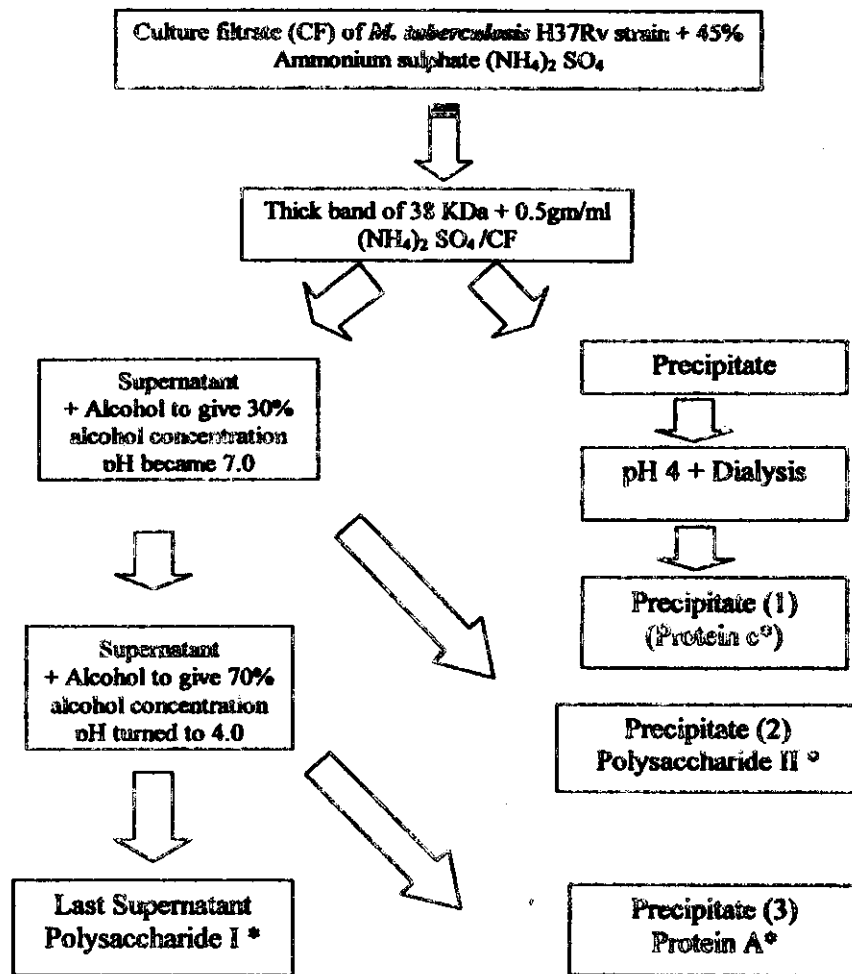 Culture filtrate (CF) of M. tuberculosis H37Rv strain + 45%
Ammonium sulphate (NH₄)₂ SO₄
Thick band of 38 KDa + 0.5gm/ml
(NH₄)₂ SO₄ /CF
Supernatant
+ Alcohol to give 30%
alcohol concentration
pH became 7.0
Precipitate
pH 4 + Dialysis
Precipitate (1)
(Protein c*)
Supernatant
+ Alcohol to give 70%
alcohol concentration
pH turned to 4.0
Precipitate (2)
Polysaccharide II *
Last Supernatant
Polysaccharide I *
Precipitate (3)
Protein A*